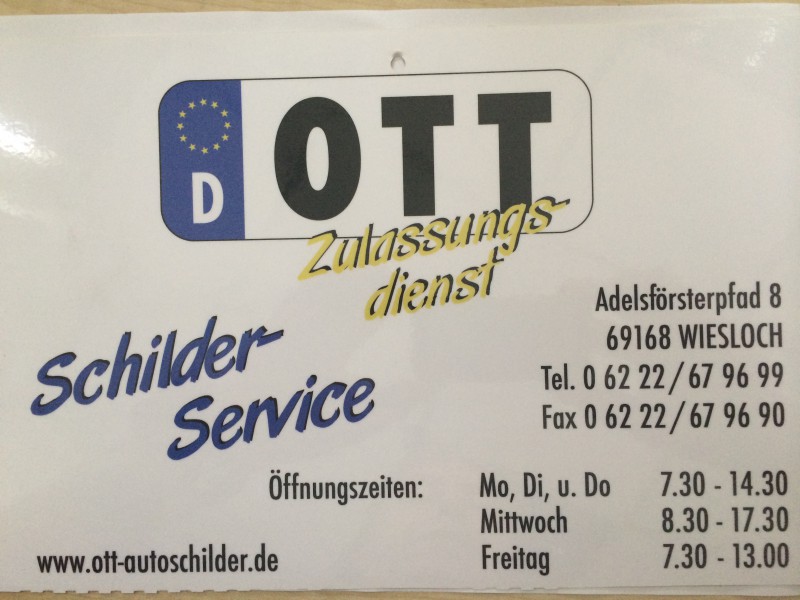 D OTT
Zulassungs-
dienst
Schilder-
Service
Adelsförsterpfad 8
69168 WIESLOCH
Tel. 0 62 22/67 96 99
Fax 0 62 22/67 96 90
Öffnungszeiten: Mo, Di, u. Do 7.30 - 14.30
Mittwoch 8.30 - 17.30
Freitag 7.30 - 13.00
www.ott-autoschilder.de